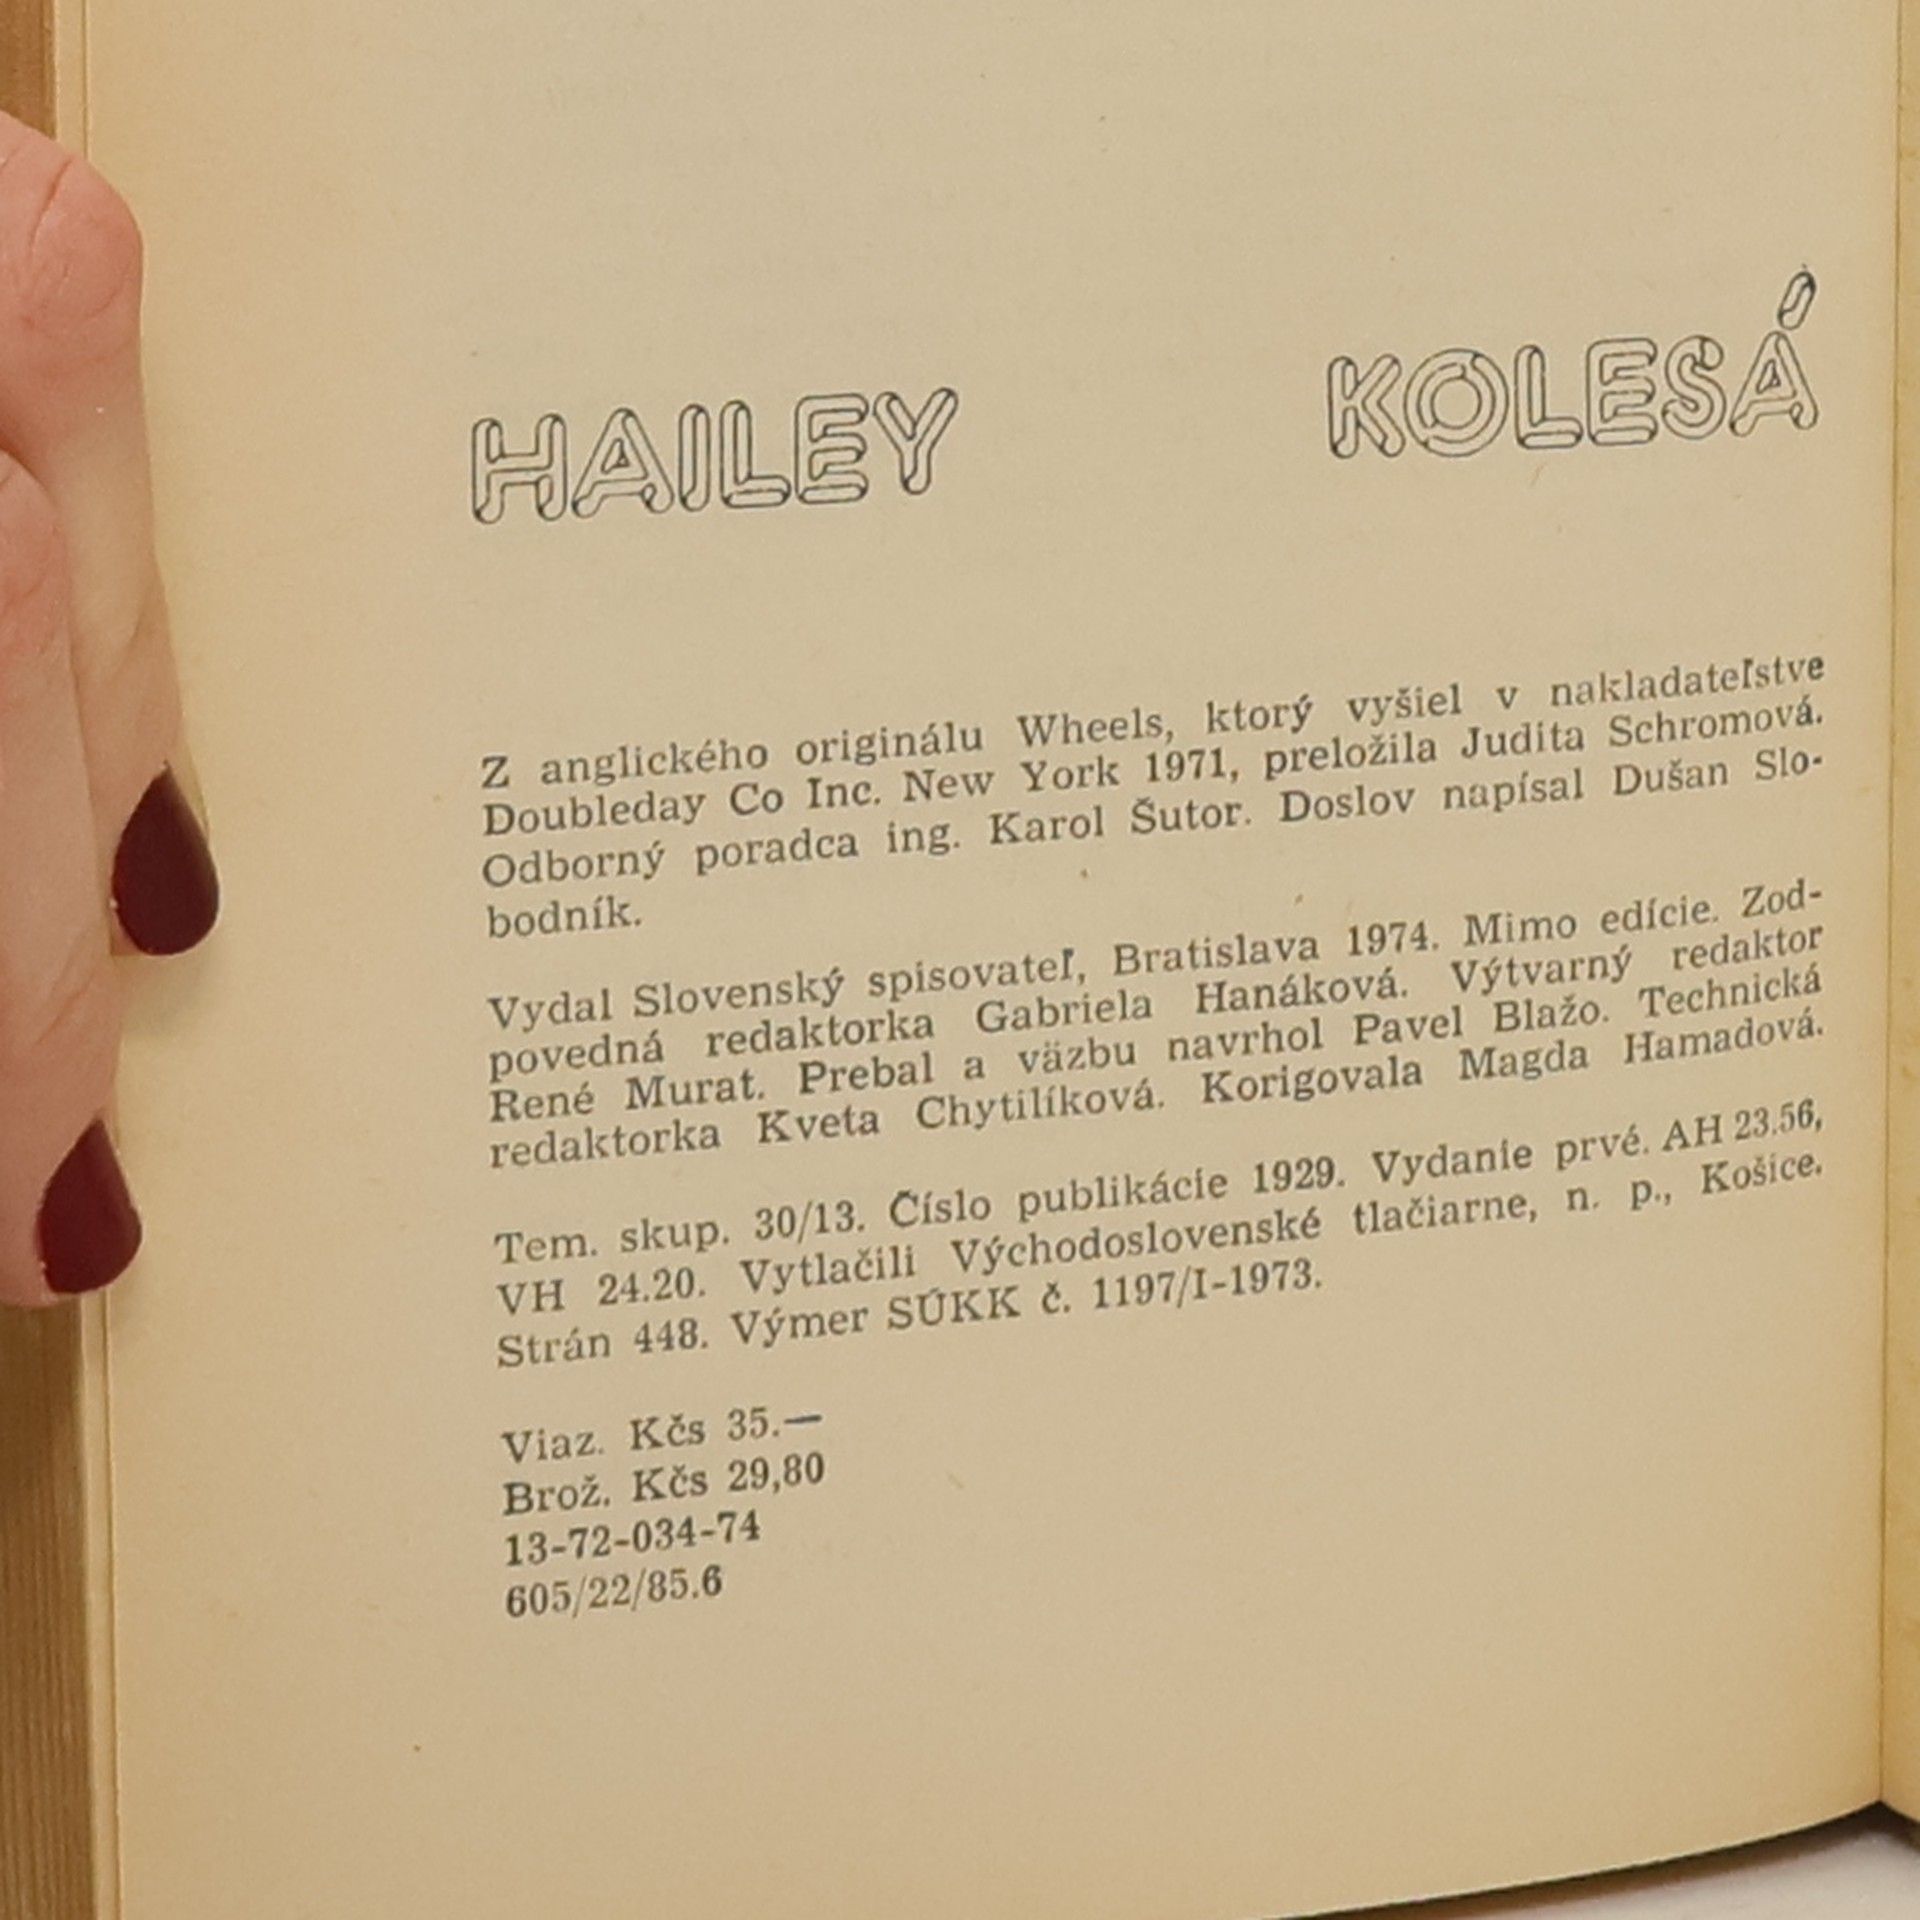 HAILEY KOLESÁ
Z anglického originálu Wheels, ktorý vyšiel v nakladateľstve
Doubleday Co Inc. New York 1971, preložila Judita Schromová.
Odborný poradca ing. Karol Šutor. Doslov napísal Dušan Slo-
bodník.
Vydal Slovenský spisovateľ, Bratislava 1974. Mimo edície. Zod-
povedná redaktorka Gabriela Hanáková. Výtvarný redaktor
René Murat. Prebal a väzbu navrhol Pavel Blažo. Technická
redaktorka Kveta Chytilíková. Korigovala Magda Hamadová.
Tem. skup. 30/13. Číslo publikácie 1929. Vydanie prvé. AH 23.56,
VH 24.20. Vytlačili Východoslovenské tlačiarne, n. p., Košice.
Strán 448. Výmer SÚKK č. 1197/I-1973.
Viaz. Kčs 35.—
Brož. Kčs 29,80
13-72-034-74
605/22/85.6